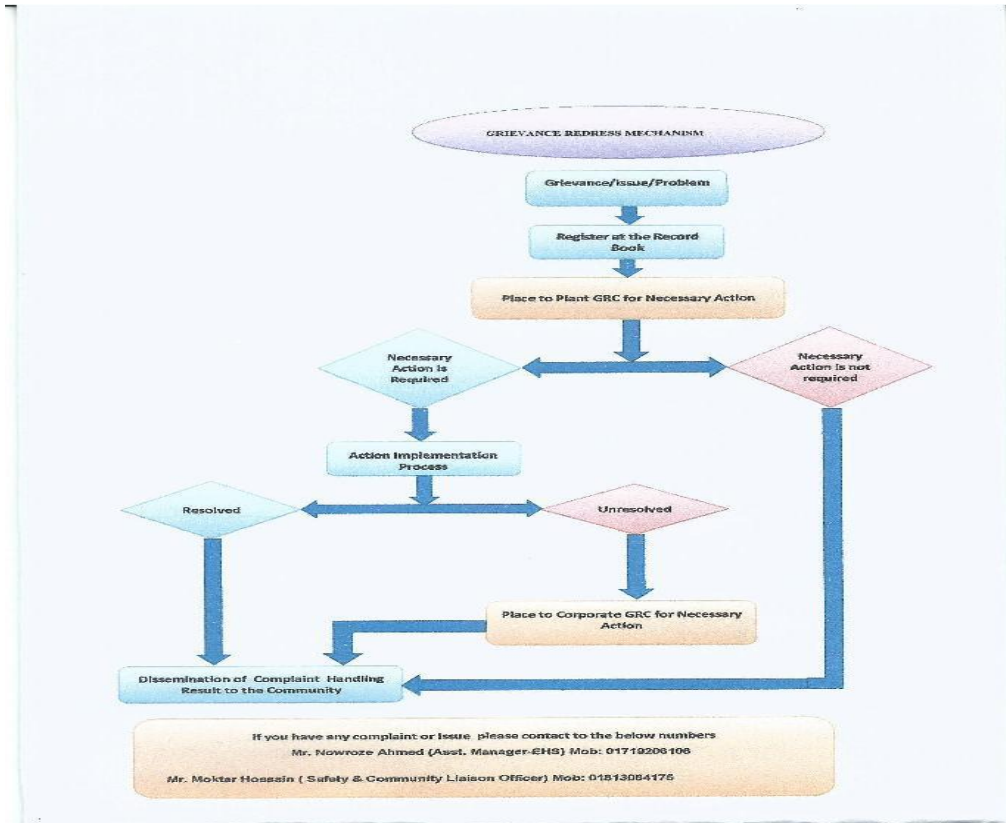 GRIEVANCE REDRESS MECHANISM
Grievance/Issue/Problem
Register at the Record
Book
Place to Plant GRC for Necessary Action
Necessary
Action is
Required
Necessary
Action is not
required
Action Implementation
Process
Resolved
Unresolved
Place to Corporate GRC for Necessary
Action
Dissemination of Complaint Handling
Result to the Community
If you have any complaint or issue please contact to the below numbers
Mr. Nowroze Ahmed (Asst. Manager-EHS) Mob:
Mr. Moktar Hossain ( Safety & Community Liaison Officer) Mob: